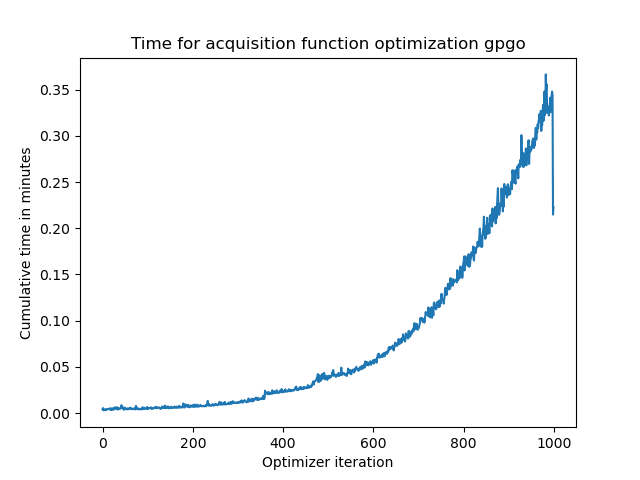 Time for acquisition function optimization gpgo
0.35
0.30
0.25
0.20
0.15
0.10
0.05
0.00
Cumulative time in minutes
0 200 400 600 800 1000
Optimizer iteration